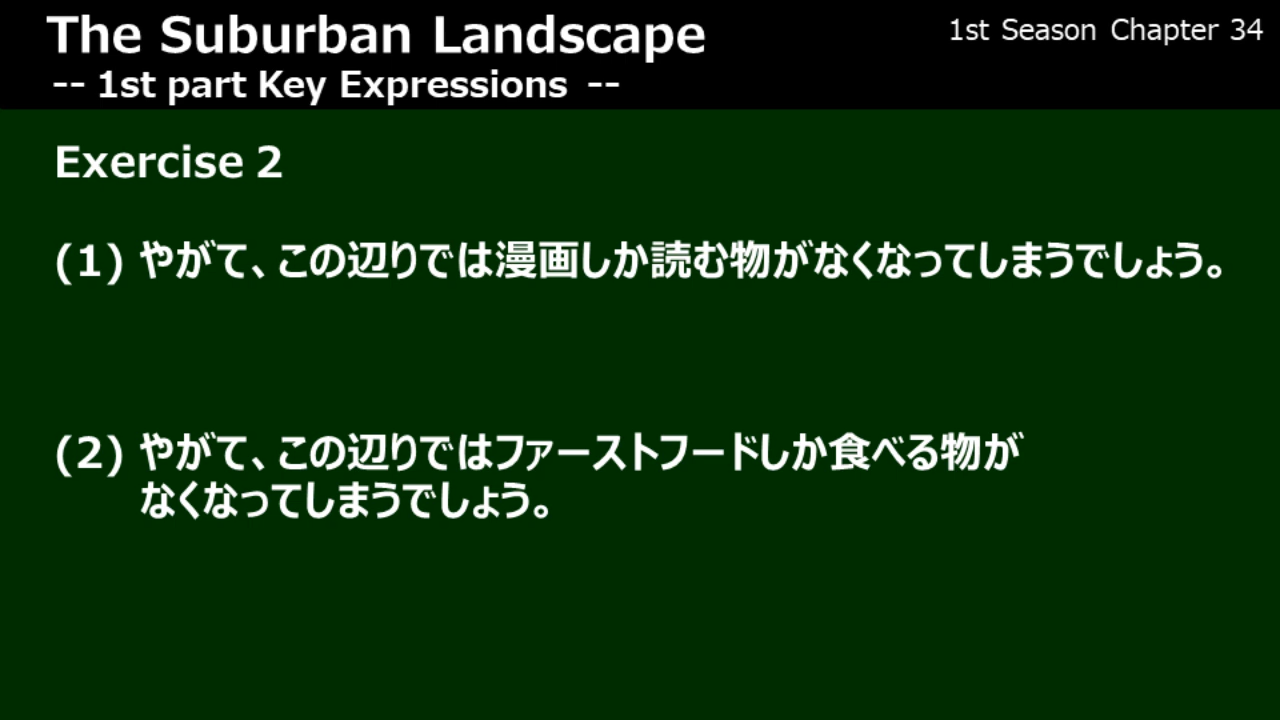 The Suburban Landscape
1st Season Chapter 34
-- 1st part Key Expressions --
Exercise 2
(1) やがて、この辺りでは漫画しか読む物がなくなってしまうでしょう。
(2) やがて、この辺りではファーストフードしか食べる物が
なくなってしまうでしょう。